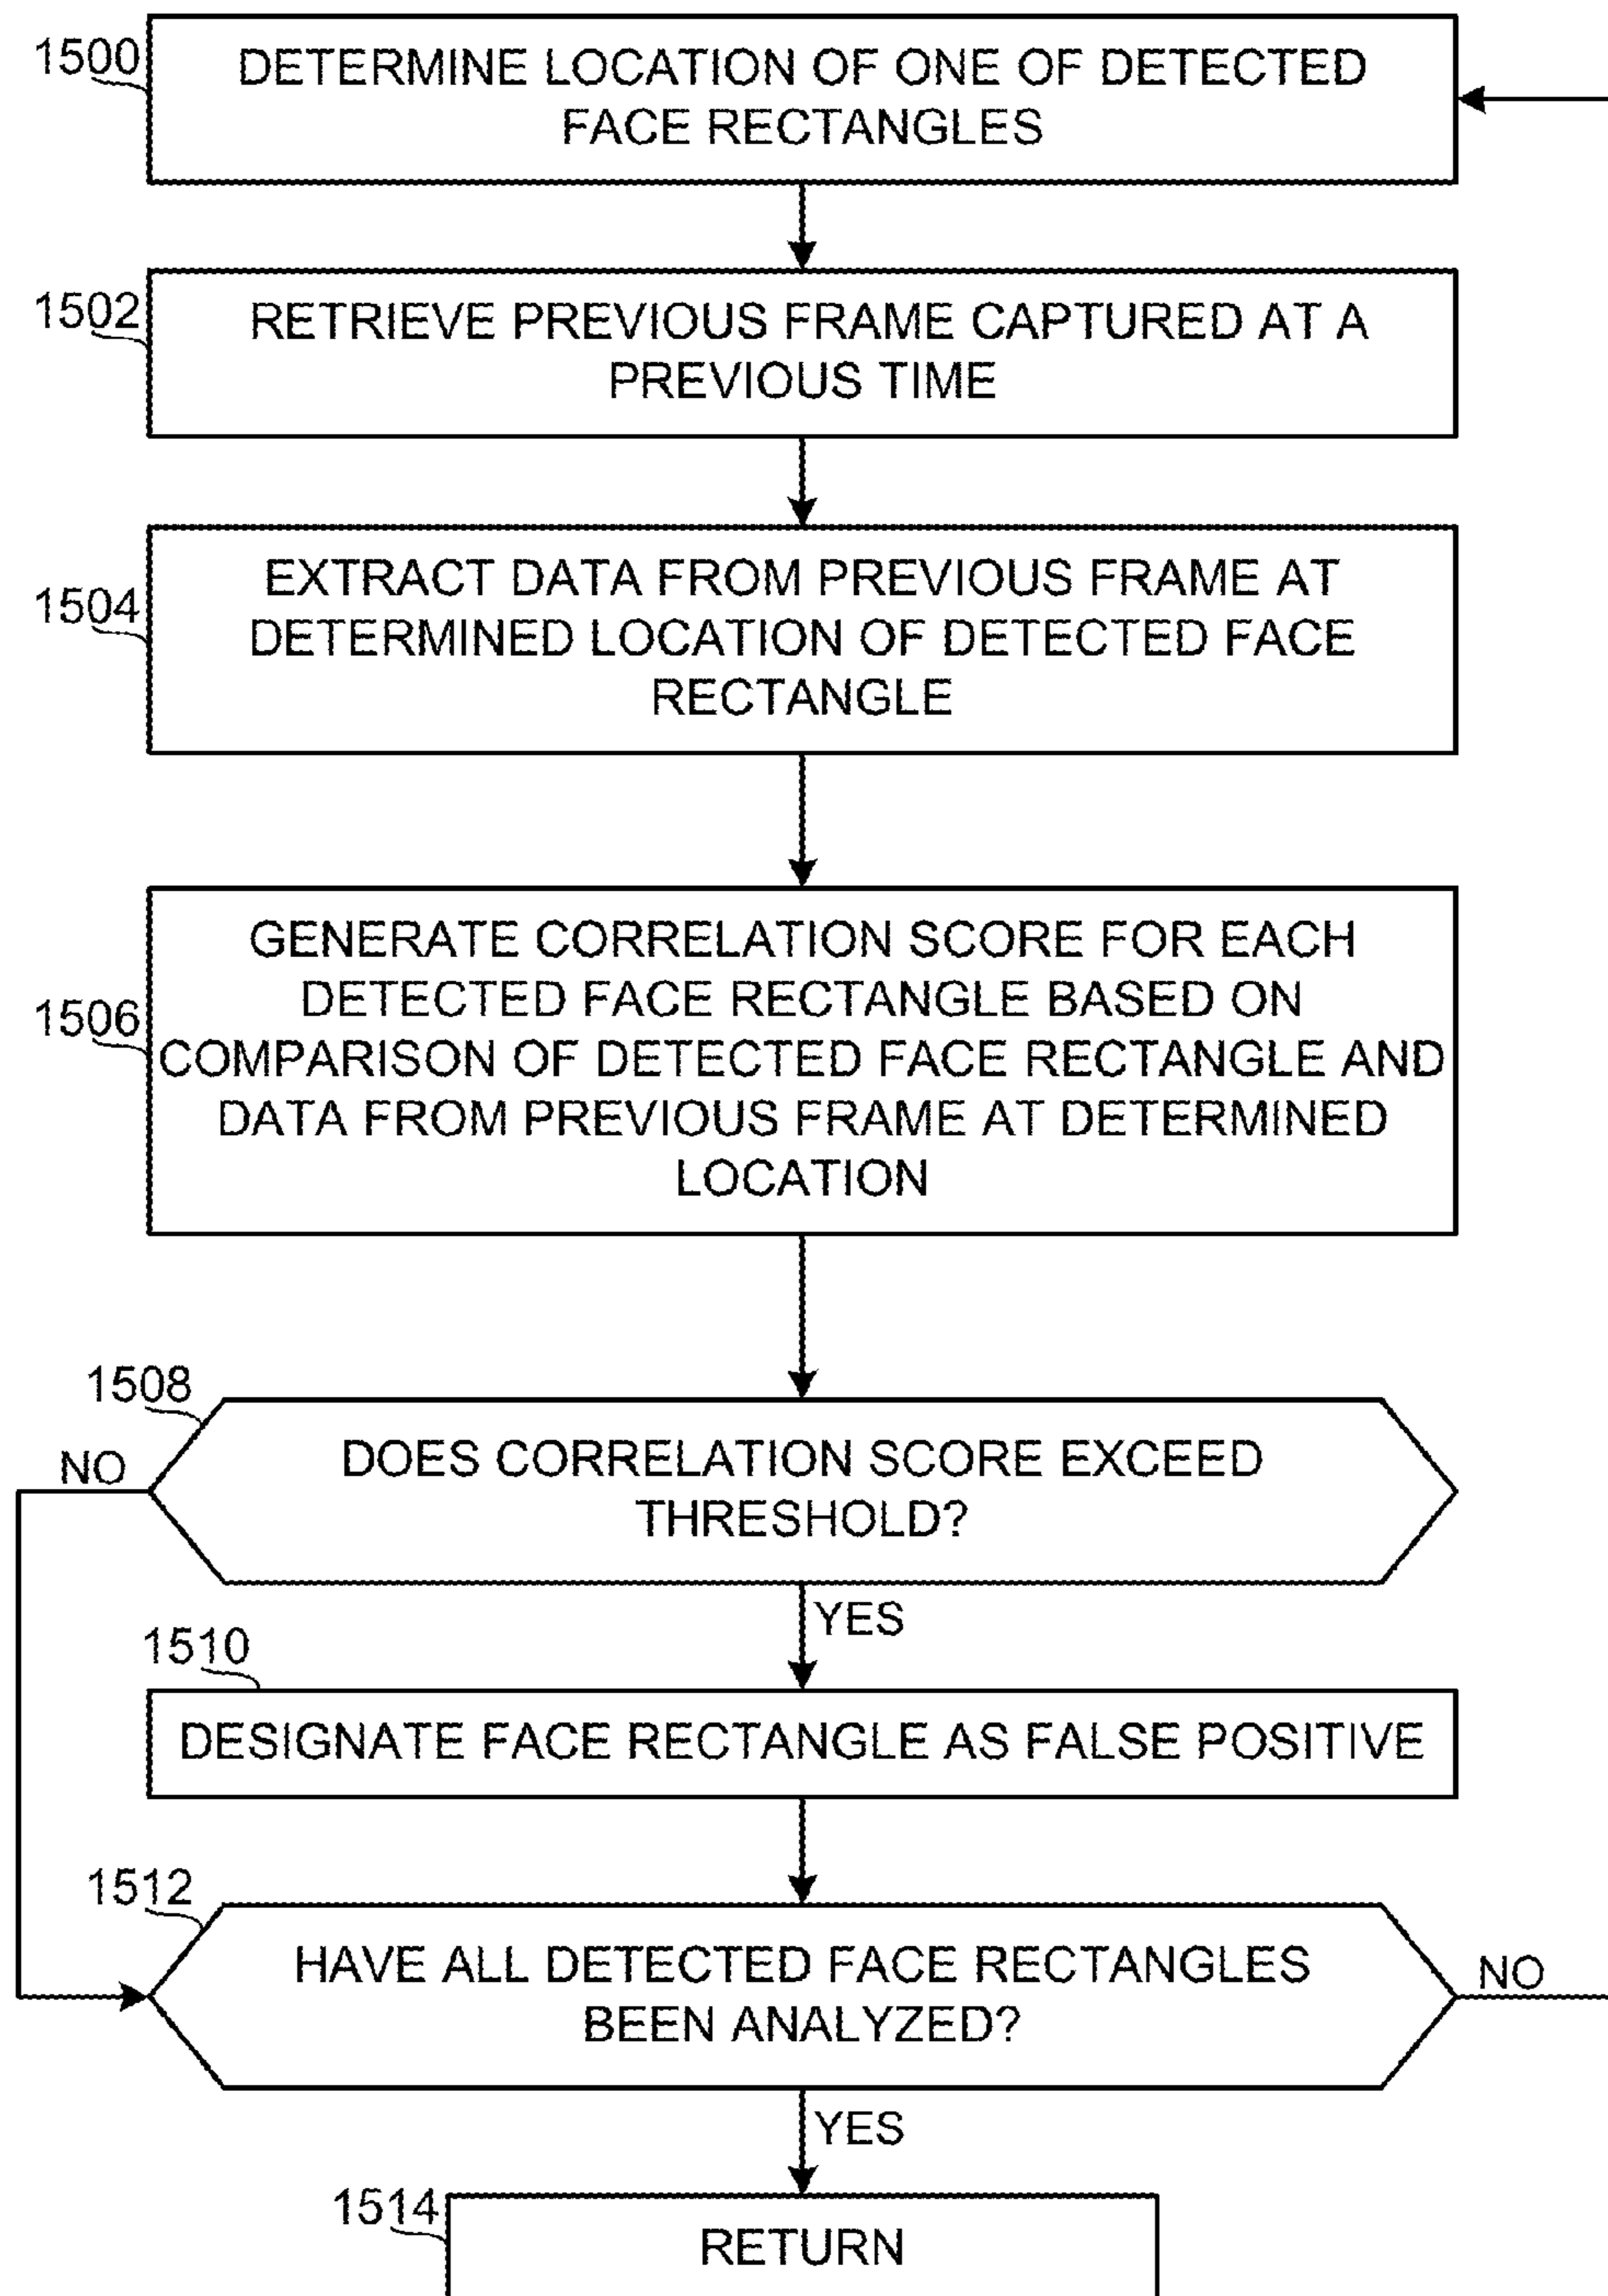 1500
DETERMINE LOCATION OF ONE OF DETECTED
FACE RECTANGLES
1502
RETRIEVE PREVIOUS FRAME CAPTURED AT A
PREVIOUS TIME
1504
EXTRACT DATA FROM PREVIOUS FRAME AT
DETERMINED LOCATION OF DETECTED FACE
RECTANGLE
1506
GENERATE CORRELATION SCORE FOR EACH
DETECTED FACE RECTANGLE BASED ON
COMPARISON OF DETECTED FACE RECTANGLE AND
DATA FROM PREVIOUS FRAME AT DETERMINED
LOCATION
1508
NO
DOES CORRELATION SCORE EXCEED
THRESHOLD?
YES
1510
DESIGNATE FACE RECTANGLE AS FALSE POSITIVE
1512
HAVE ALL DETECTED FACE RECTANGLES
BEEN ANALYZED?
NO
YES
1514
RETURN